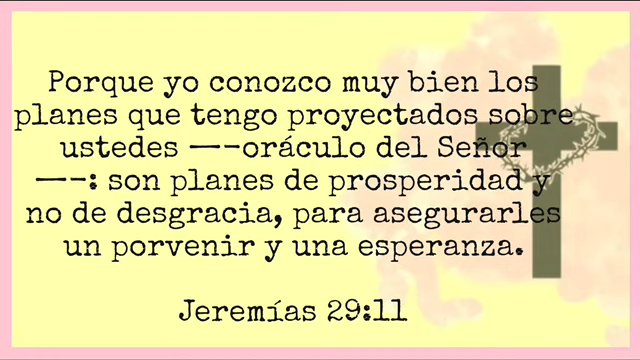 Porque yo conozco muy bien los
planes que tengo proyectados sobre
ustedes —-oráculo del Señor
—--: son planes de prosperidad y
no de desgracia, para asegurarles
un porvenir y una esperanza.
Jeremías 29:11